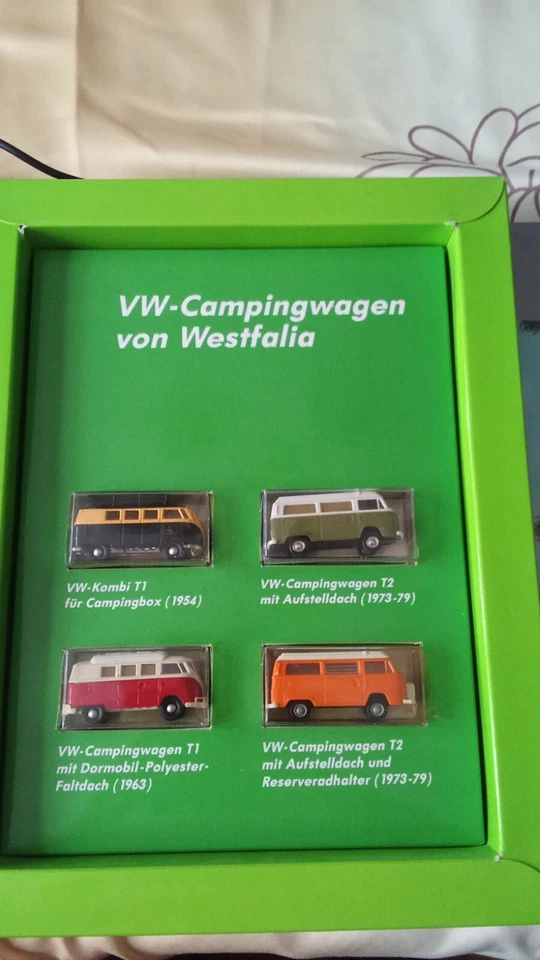 VW-Campingwagen
von Westfalia
VW-Kombi T1
für Campingbox (1954)
VW-Campingwagen T2
mit Aufstelldach (1973-79)
VW-Campingwagen T1
mit Dormobil-Polyester-
Faltdach (1963)
VW-Campingwagen T2
mit Aufstelldach und
Reserveradhalter (1973-79)